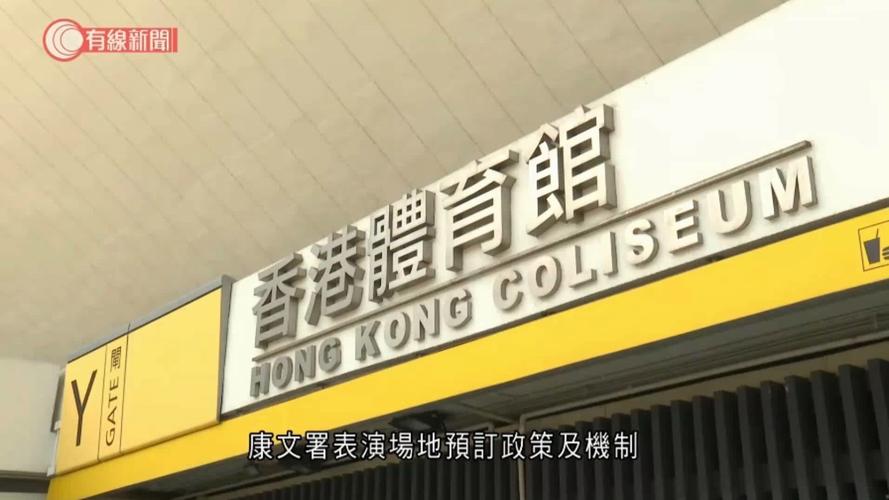 有線新聞
香港體育館
HONG KONG COLISEUM
Y
閘
GATE
康文署表演場地預訂政策及機制